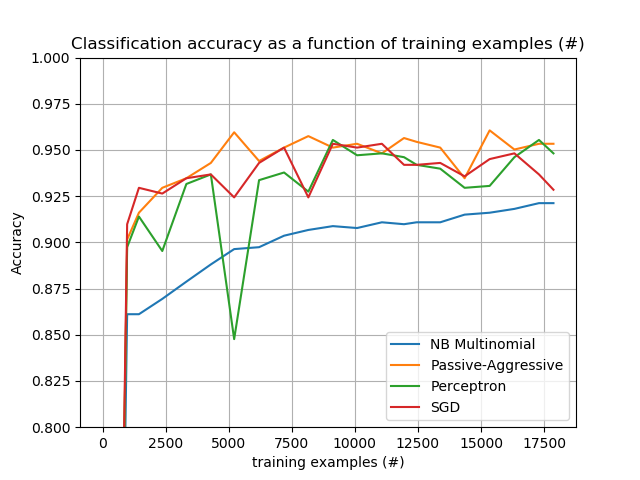 Classification accuracy as a function of training examples (#)
1.000
0.975
0.950
0.925
0.900
0.875
0.850
0.825
0.800
Accuracy
NB Multinomial
Passive-Aggressive
Perceptron
SGD
0 2500 5000 7500 10000 12500 15000 17500
training examples (#)